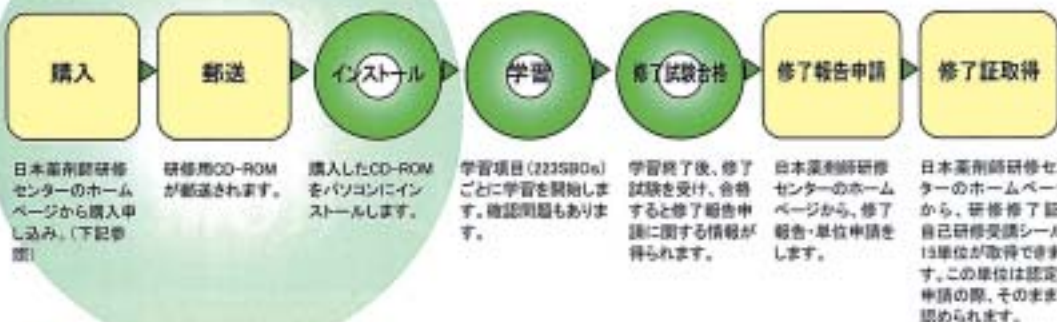 購入
郵送
インストール
学習
修了試験合格
修了報告申請
修了証取得
日本薬剤師研修
センターのホーム
ページから購入申
し込み。（下記参
照）
研修用CD-ROM
が郵送されます。
購入したCD-ROM
をパソコンにイン
ストールします。
学習項目（223SBOs）
ごとに学習を開始しま
す。確認問題もありま
す。
学習終了後、修了
試験を受け、合格
すると修了報告申
請に関する情報が
得られます。
日本薬剤師研修
センターのホーム
ページから、修了
報告・単位申請を
します。
日本薬剤師研修セ
ターのホームペー
から、研修修了証
自己研修受講シール
15単位が取得できま
す。この単位は認定
申請の際、そのまま
認められます。